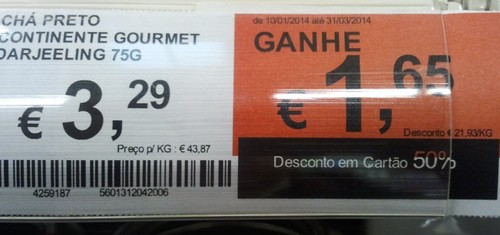 CHÁ PRETO
CONTINENTE GOURMET
DARJEELING 75G
€ 3,29
Preço p/ KG : € 43,87
4259187 5601312042006
de 10/01/2014 até 31/03/2014
GANHE
€ 1,65
Desconto € 21,93/KG
Desconto em Cartão 50%